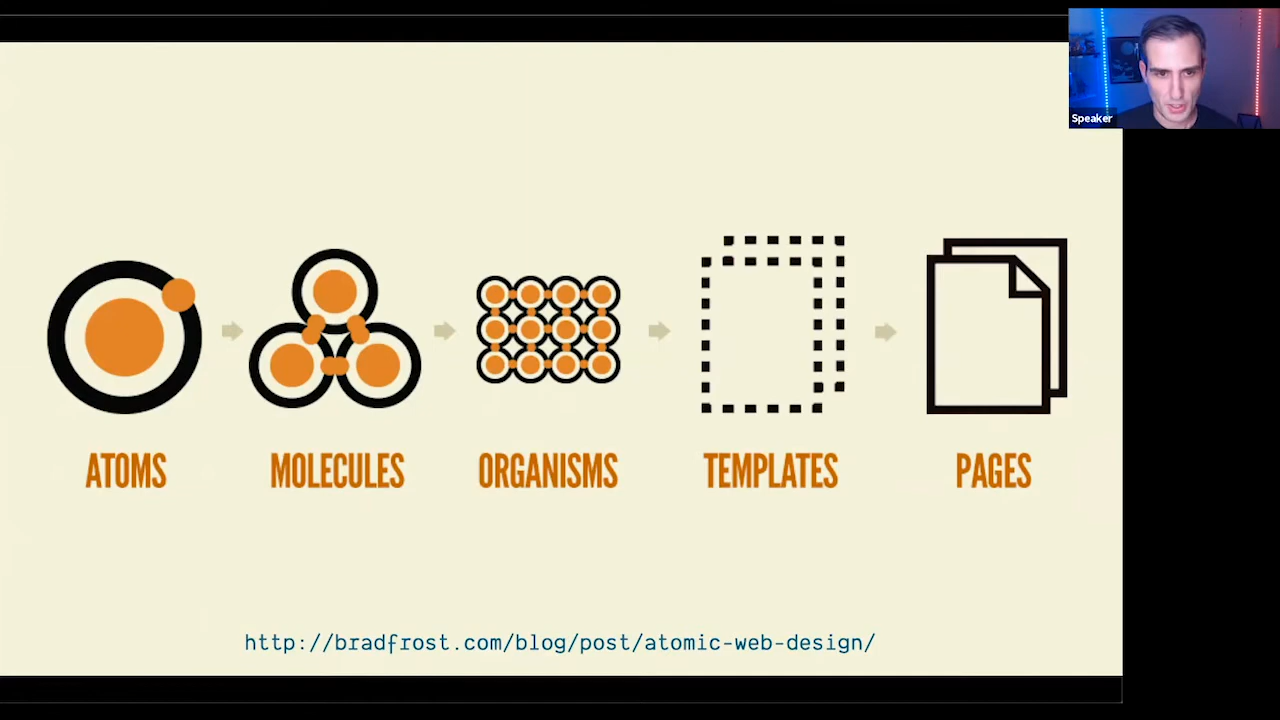 Speaker
ATOMS
MOLECULES
ORGANISMS
TEMPLATES
PAGES
http://bradfrost.com/blog/post/atomic-web-design/